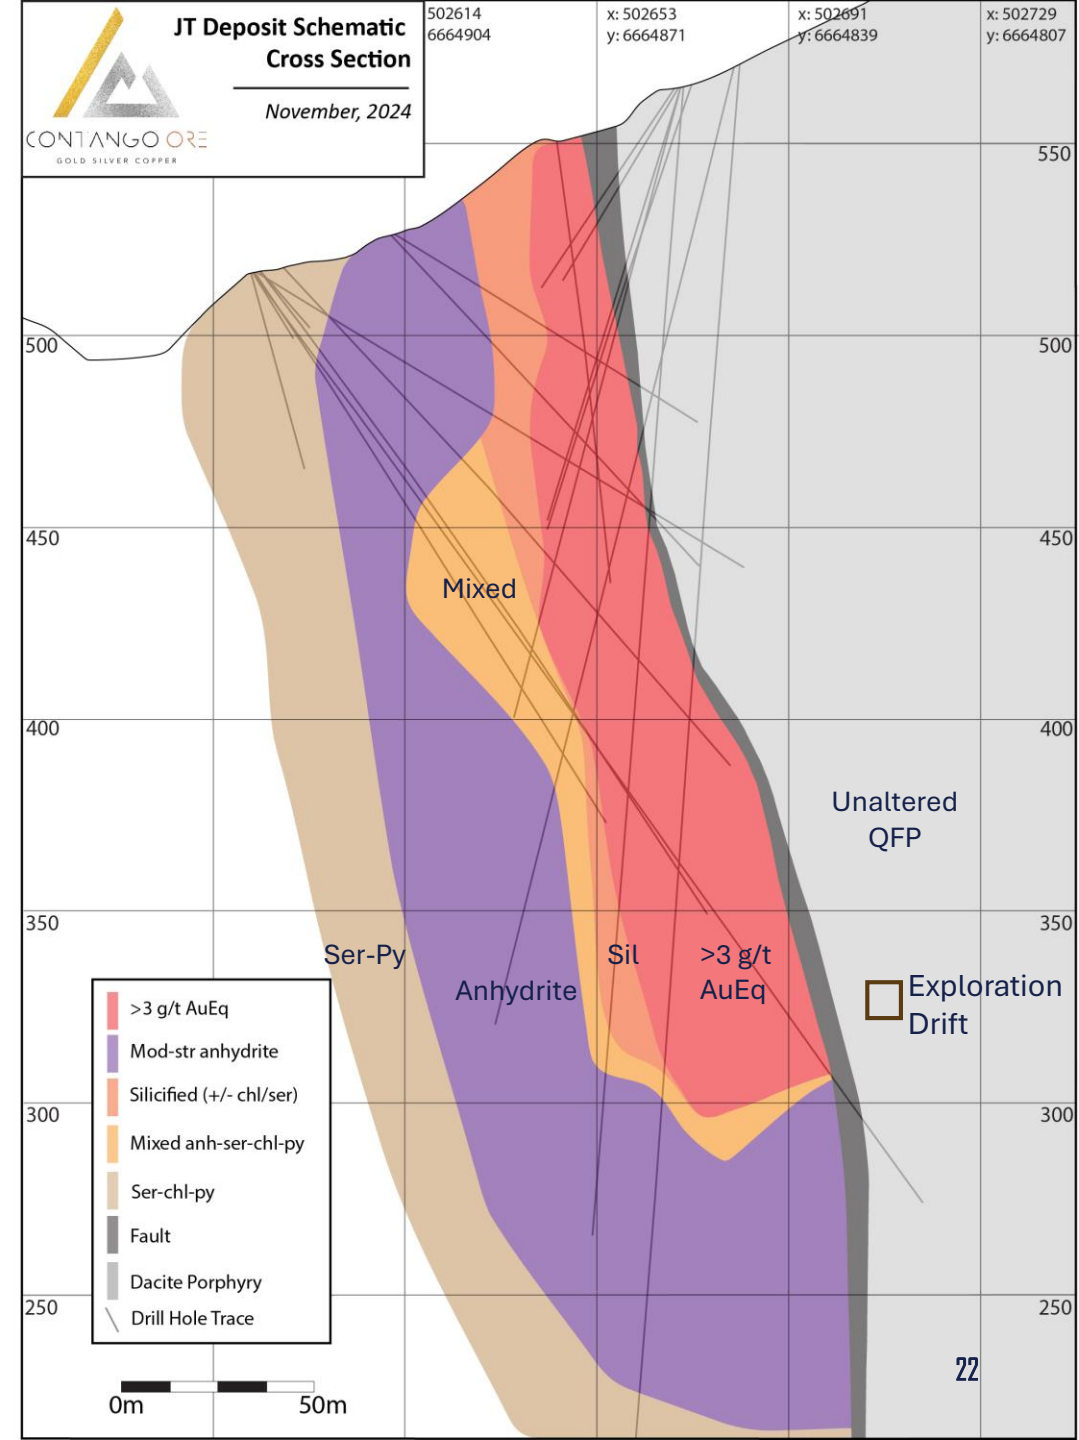 JT Deposit Schematic
Cross Section
November, 2024
CONTANGO ORE
GOLD SILVER COPPER
502614
6664904
x: 502653
y: 6664871
x: 502691
y: 6664839
x: 502729
y: 6664807
550
500
500
450
450
Mixed
400
400
Unaltered
QFP
350
350
Ser-Py
Anhydrite
Sil
>3 g/t
AuEq
Exploration
Drift
>3 g/t AuEq
Mod-str anhydrite
Silicified (+/- chl/ser)
Mixed anh-ser-chl-py
Ser-chl-py
Fault
Dacite Porphyry
Drill Hole Trace
300
300
250
250
0m
50m
22